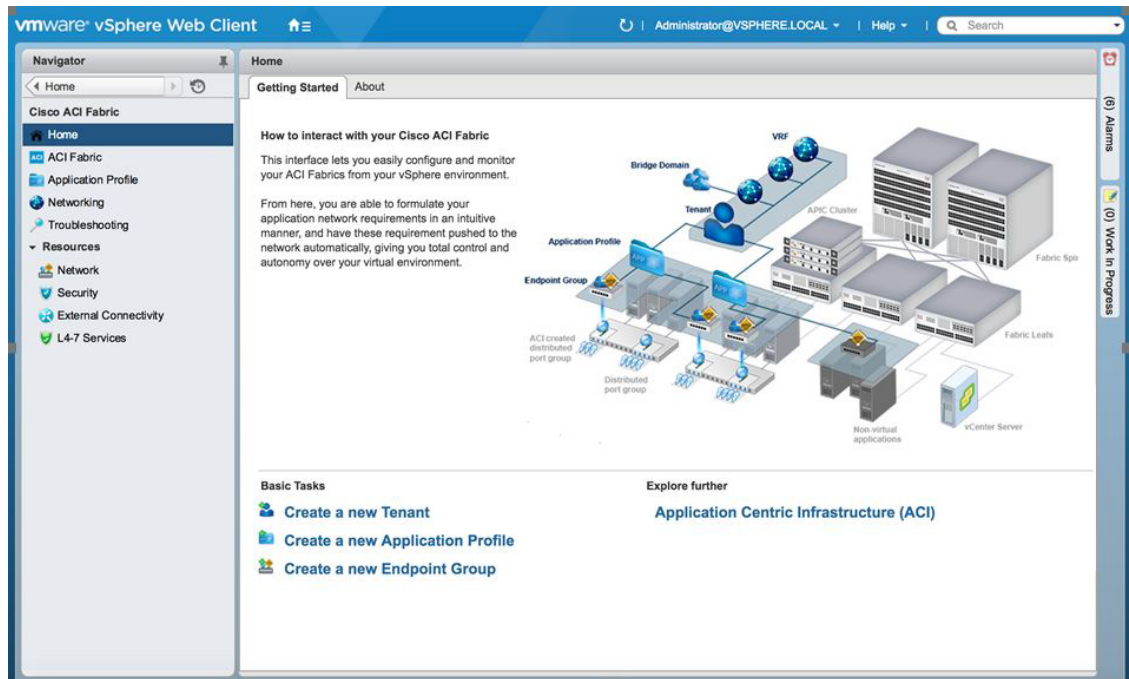 vmware® vSphere Web Client
Administrator@VSPHERE.LOCAL
Help
Search
Navigator
Home
Cisco ACI Fabric
Home
ACI Fabric
Application Profile
Networking
Troubleshooting
Resources
Network
Security
External Connectivity
L4-7 Services
Home
Getting Started
About
How to interact with your Cisco ACI Fabric
This interface lets you easily configure and monitor
your ACI Fabrics from your vSphere environment.
From here, you are able to formulate your
application network requirements in an intuitive
manner, and have these requirement pushed to the
network automatically, giving you total control and
autonomy over your virtual environment.
VRF
Bridge Domain
Tenant
APIC Cluster
Application Profile
Fabric Spin
Endpoint Group
APP
APP
ACI created
distributed
port group
Fabric Leafs
Distributed
port group
Non-virtual
applications
vCenter Server
Basic Tasks
Create a new Tenant
Create a new Application Profile
Create a new Endpoint Group
Explore further
Application Centric Infrastructure (ACI)
(6) Alarms
(0) Work In Progress